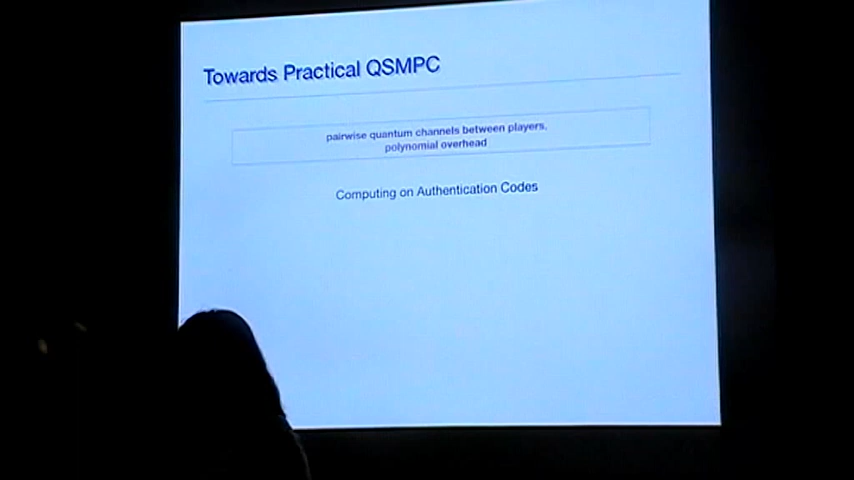 Towards Practical QSMPC
pairwise quantum channels between players,
polynomial overhead
Computing on Authentication Codes